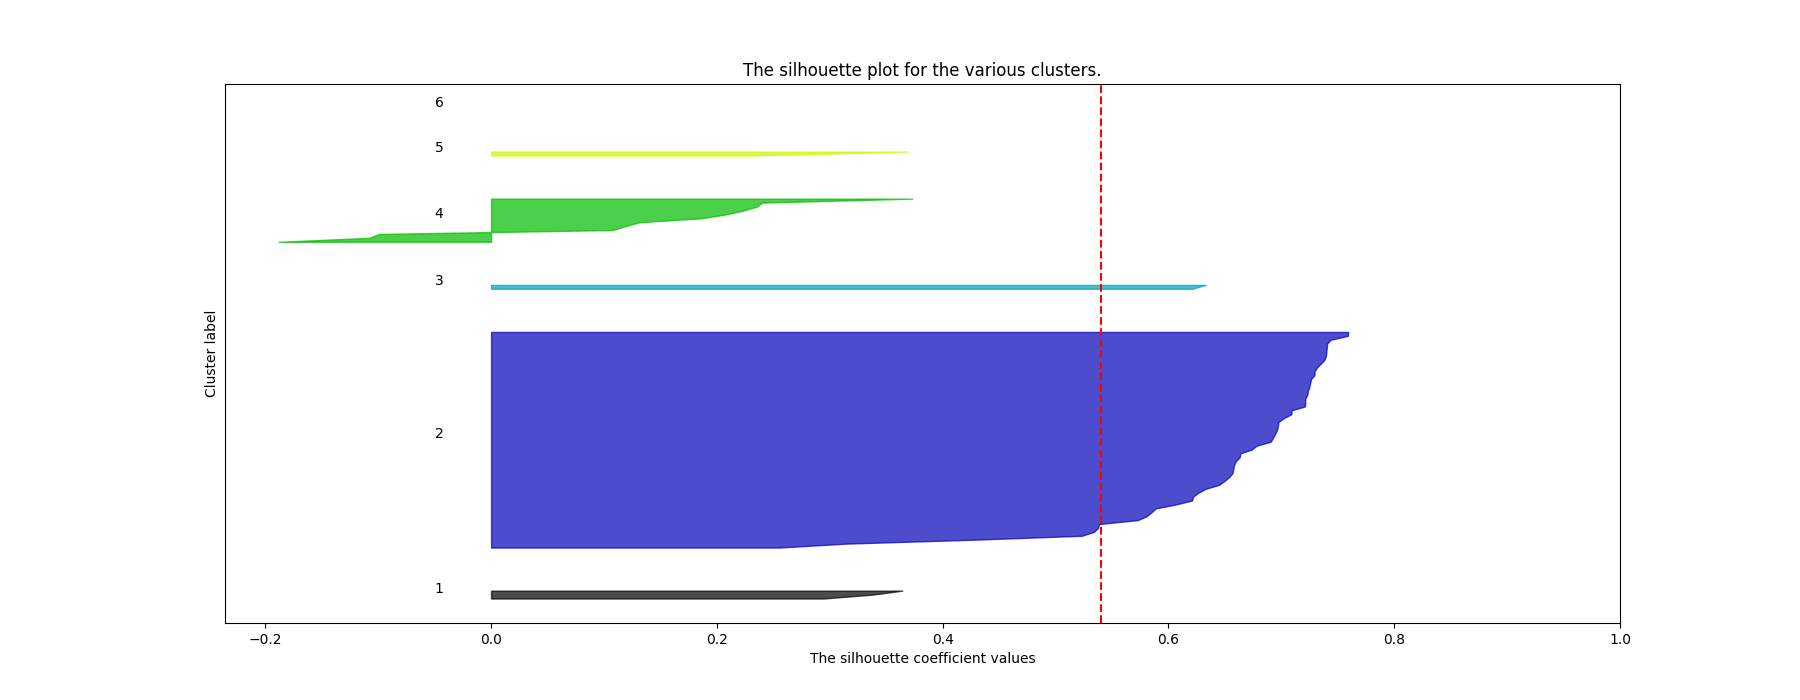 The silhouette plot for the various clusters.
6
5
4
3
2
1
Cluster label
−0.2 0.0 0.2 0.4 0.6 0.8 1.0
The silhouette coefficient values